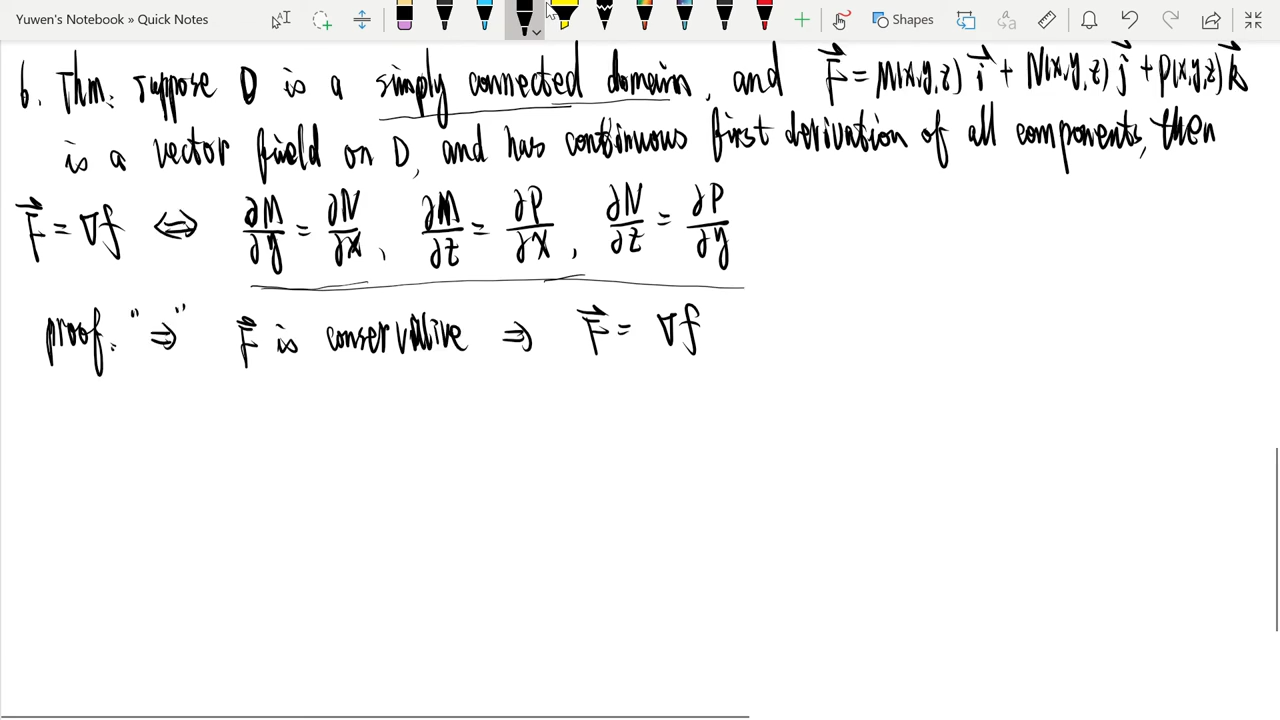 Yuwen's Notebook » Quick Notes
Shapes
6. Thm: suppose D is a simply connected domain, and F⃗ = M(x,y,z) i⃗ + N(x,y,z) j⃗ + P(x,y,z) k⃗
is a vector field on D, and has continuous first derivation of all components, then
F⃗ = ∇f ⇔ ∂M/∂y = ∂N/∂x, ∂M/∂z = ∂P/∂x, ∂N/∂z = ∂P/∂y
proof: "⇒" F⃗ is conservative ⇒ F⃗ = ∇f